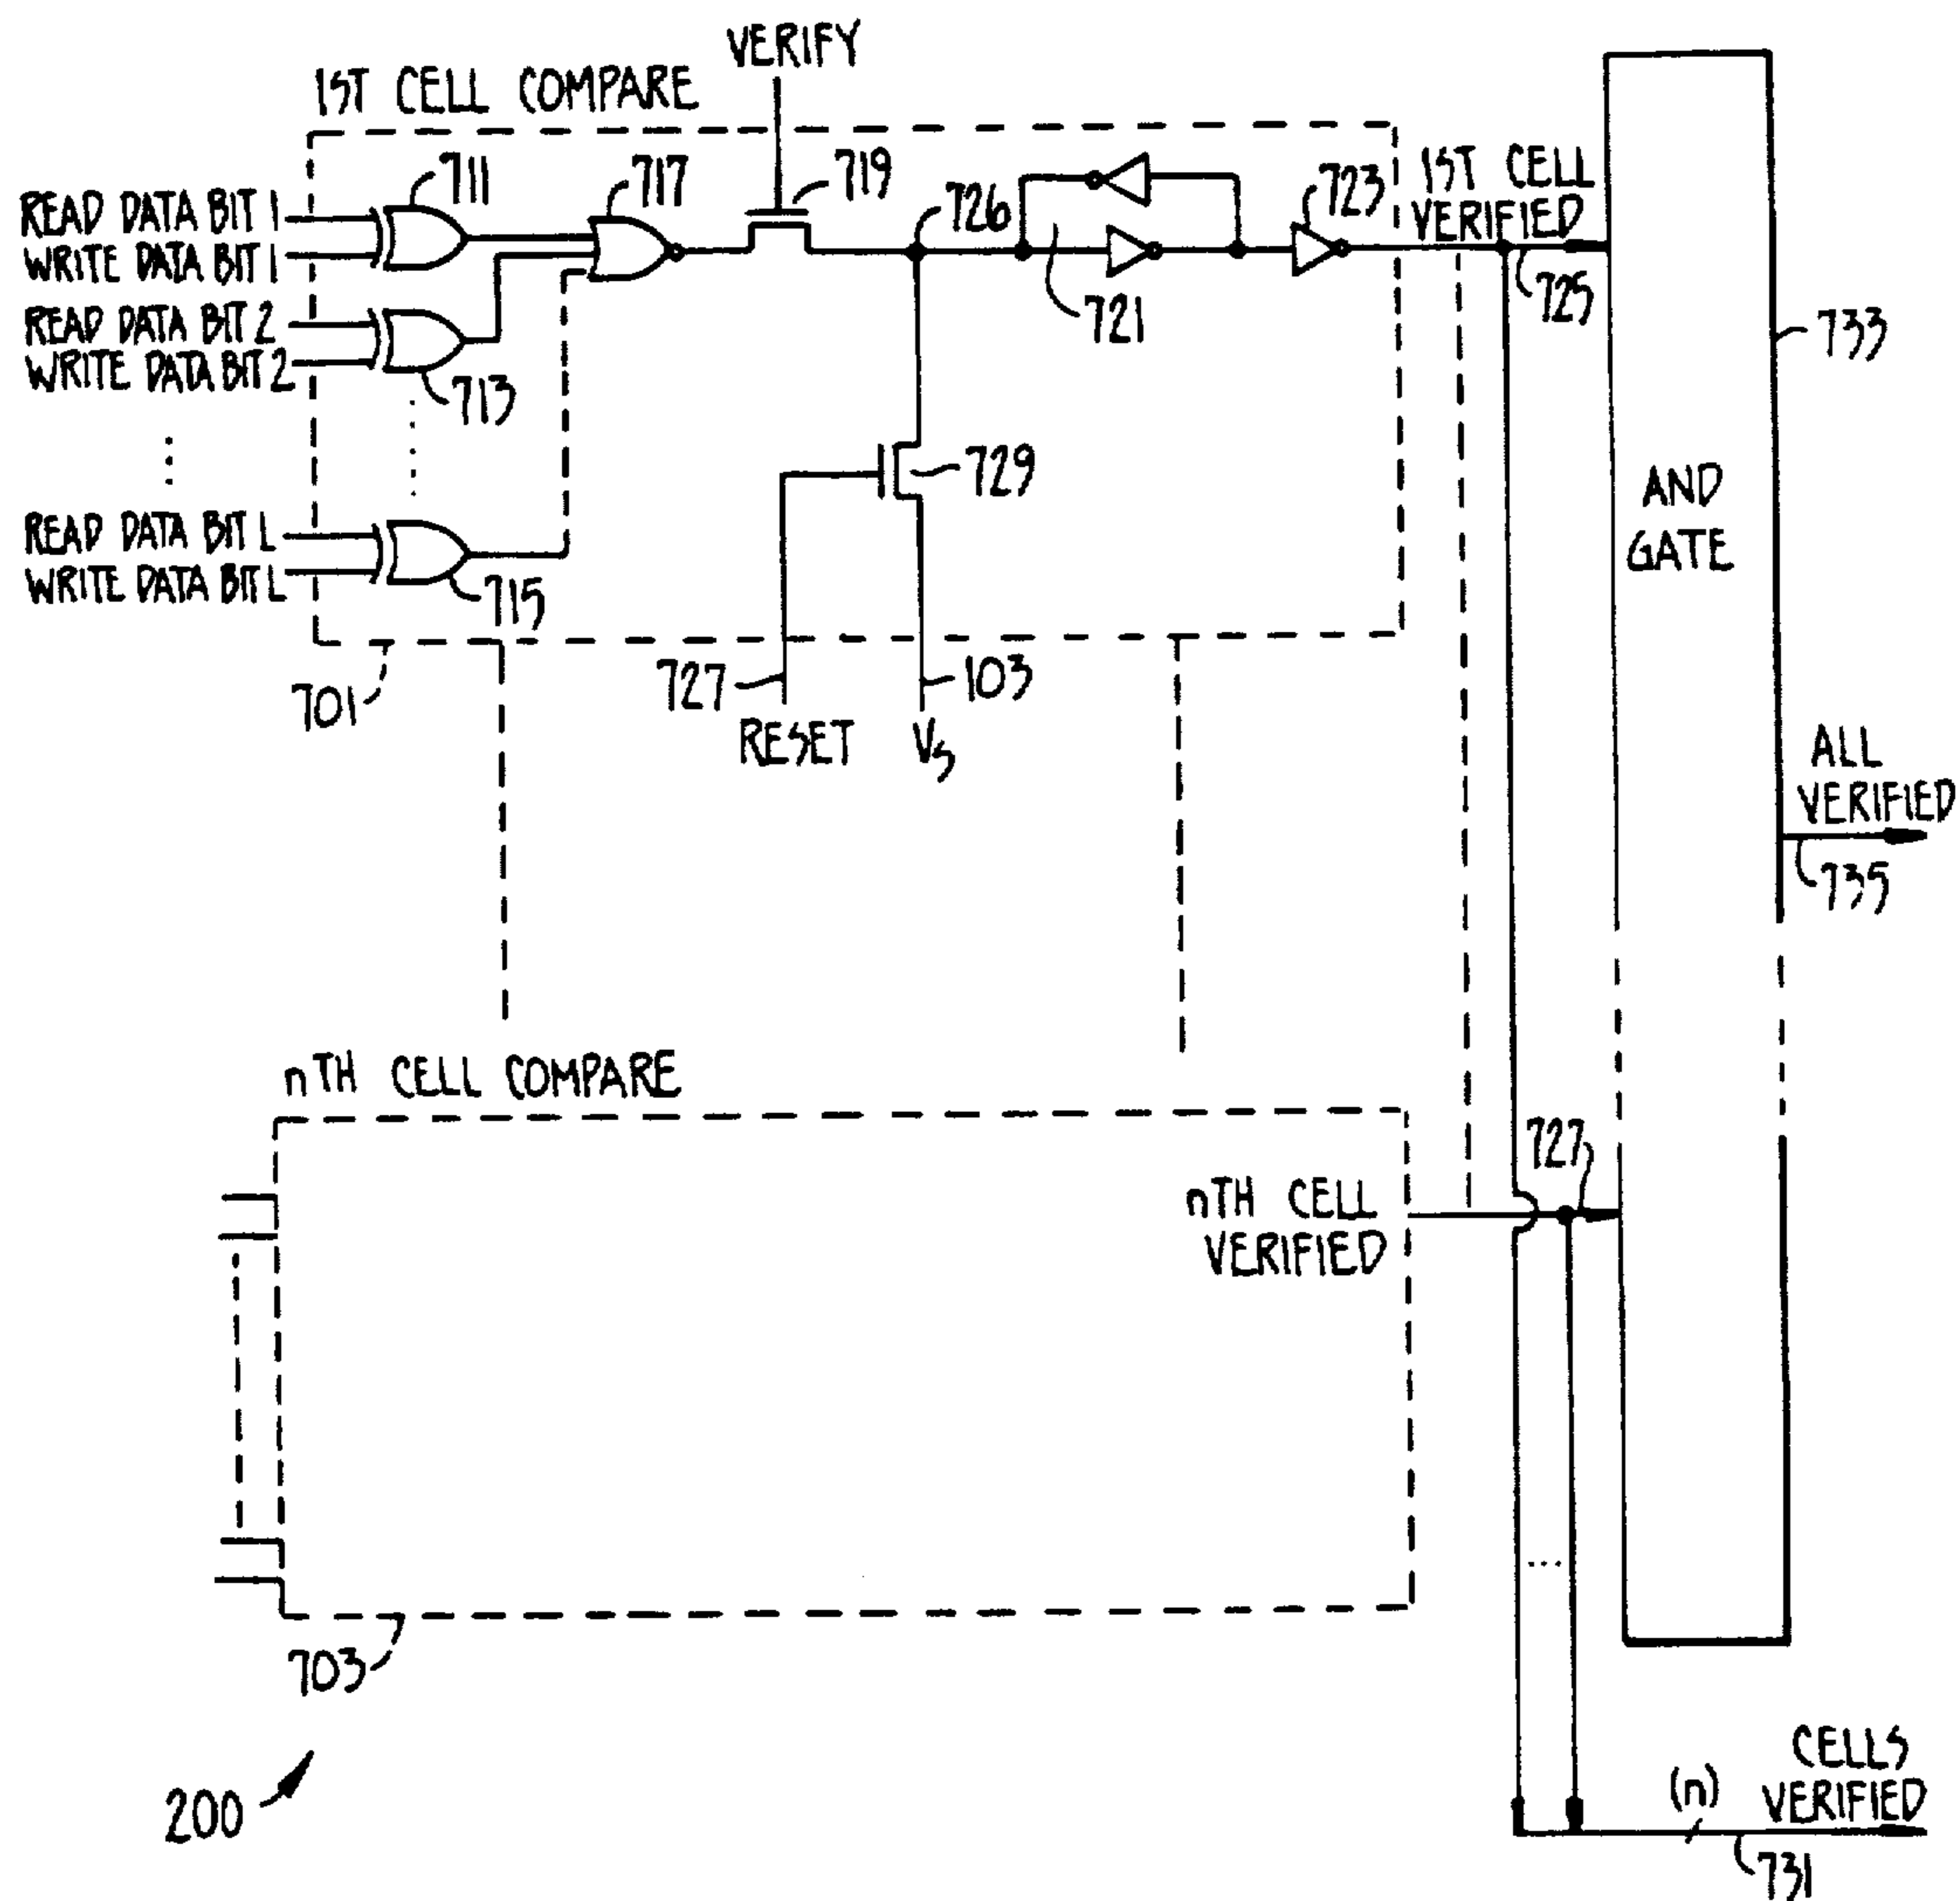 VERIFY
1ST CELL COMPARE
711
717
719
726
723
1ST CELL
VERIFIED
READ DATA BIT 1
WRITE DATA BIT 1
725
721
733
READ DATA BIT 2
WRITE DATA BIT 2
713
729
AND
GATE
READ DATA BIT L
WRITE DATA BIT L
715
701
727
103
RESET
VS
ALL
VERIFIED
735
nTH CELL COMPARE
727
nTH CELL
VERIFIED
703
200
(n)
CELLS
VERIFIED
731